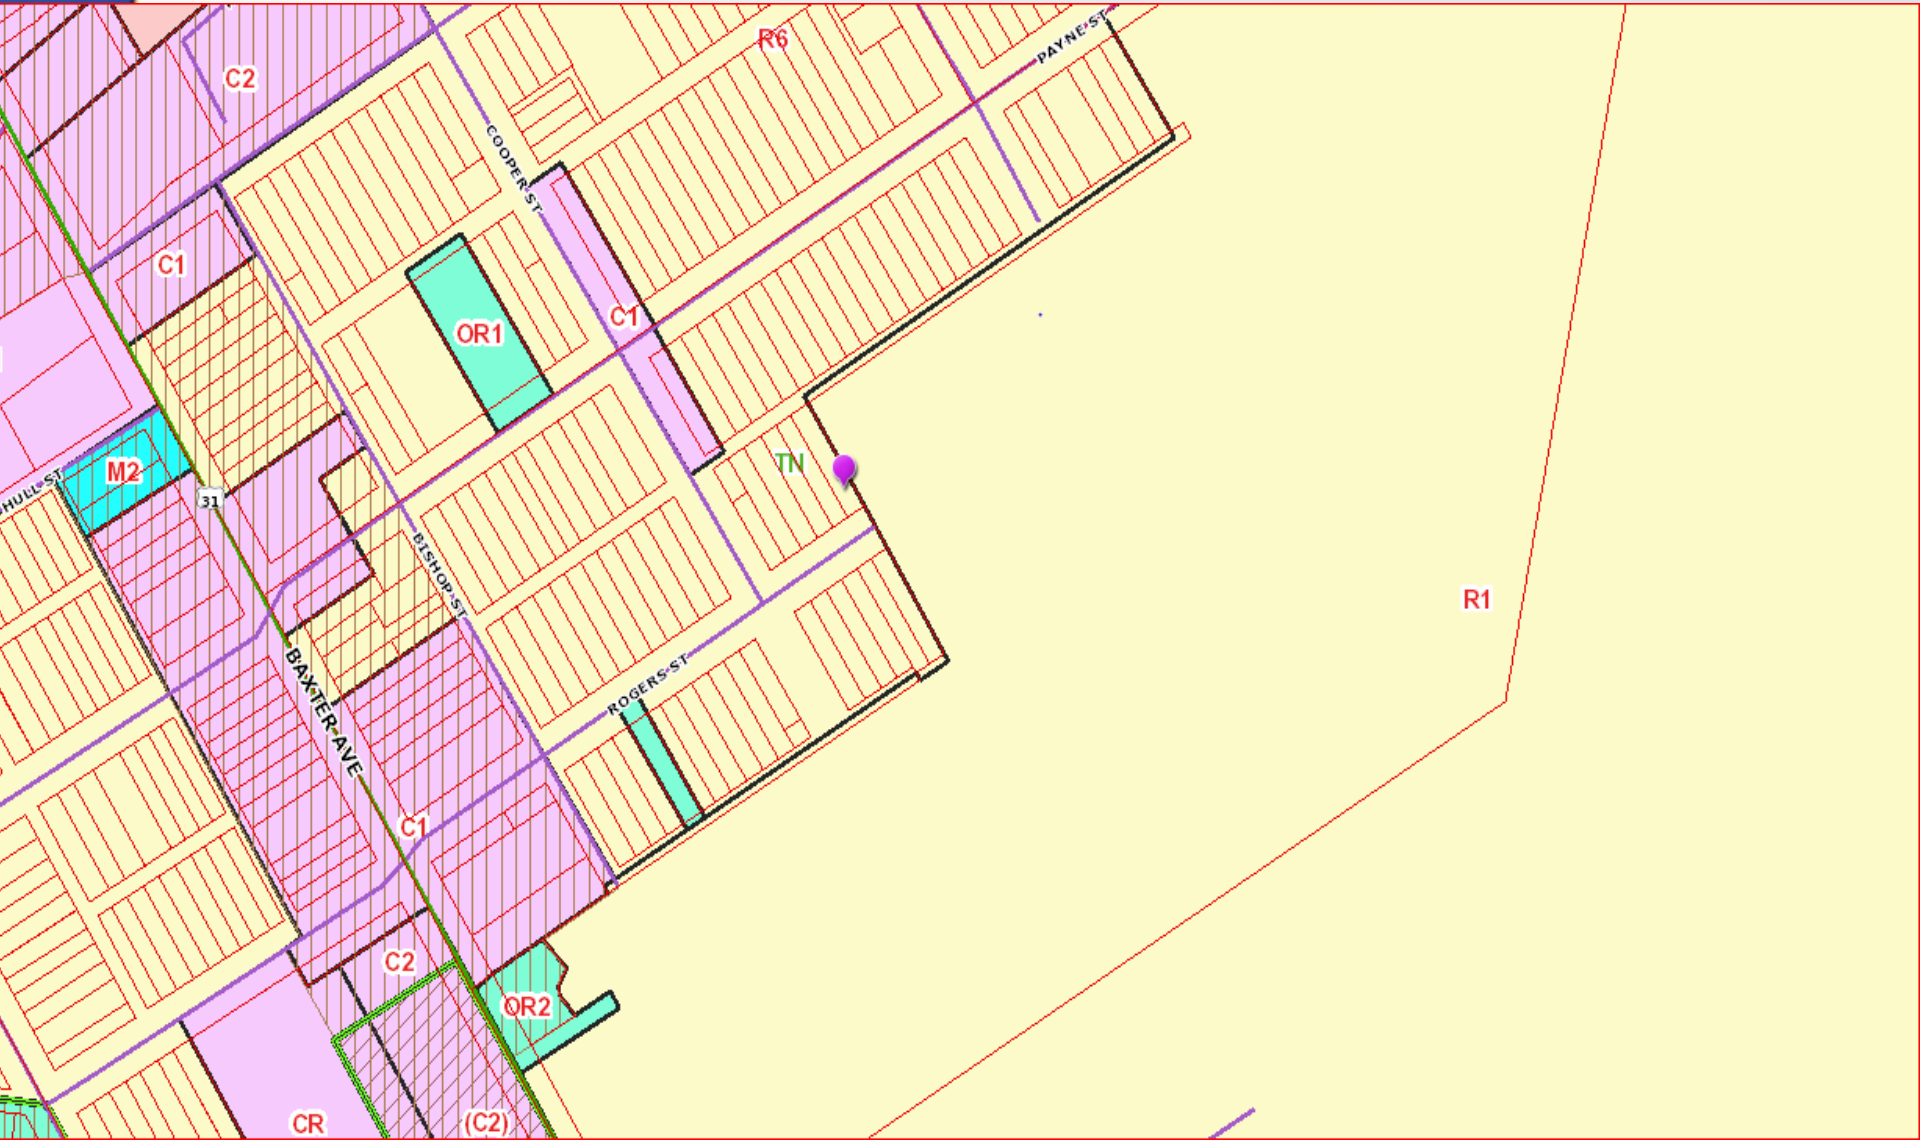 PAYNE ST
R6
C2
COOPER ST
C1
C1
OR1
TN
M2
HULL ST
31
BISHOP ST
R1
ROGERS ST
BAXTER AVE
C1
C2
OR2
CR
(C2)